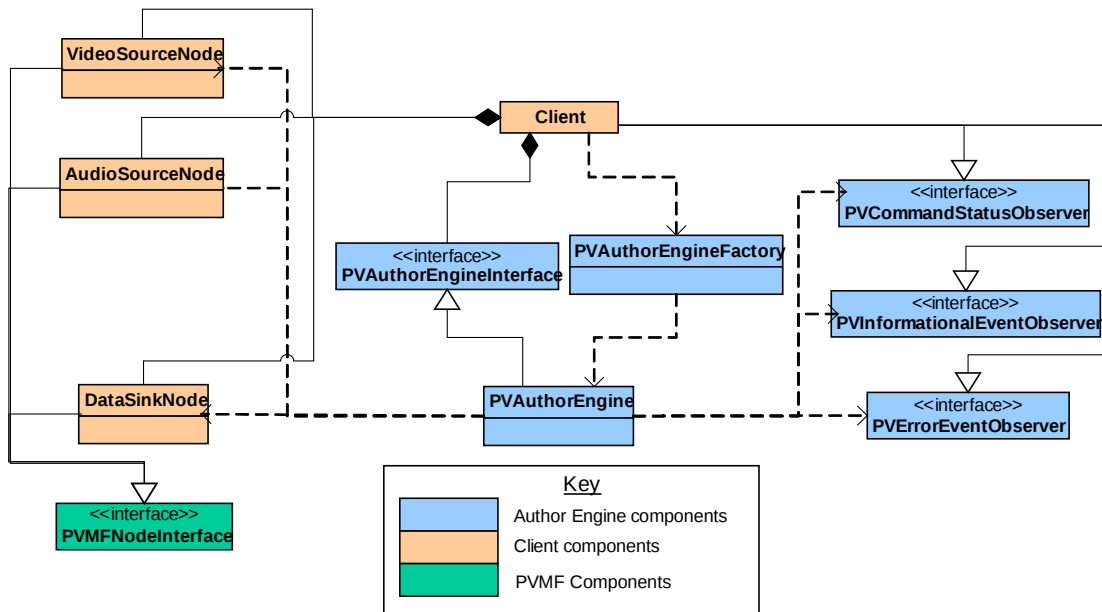 VideoSourceNode
Client
AudioSourceNode
<<interface>>
PVCommandStatusObserver
<<interface>>
PVAuthorEngineInterface
PVAuthorEngineFactory
<<interface>>
PVInformationalEventObserver
DataSinkNode
PVAuthorEngine
<<interface>>
PVErrorEventObserver
<<interface>>
PVMFNodeInterface
Key
Author Engine components
Client components
PVMF Components